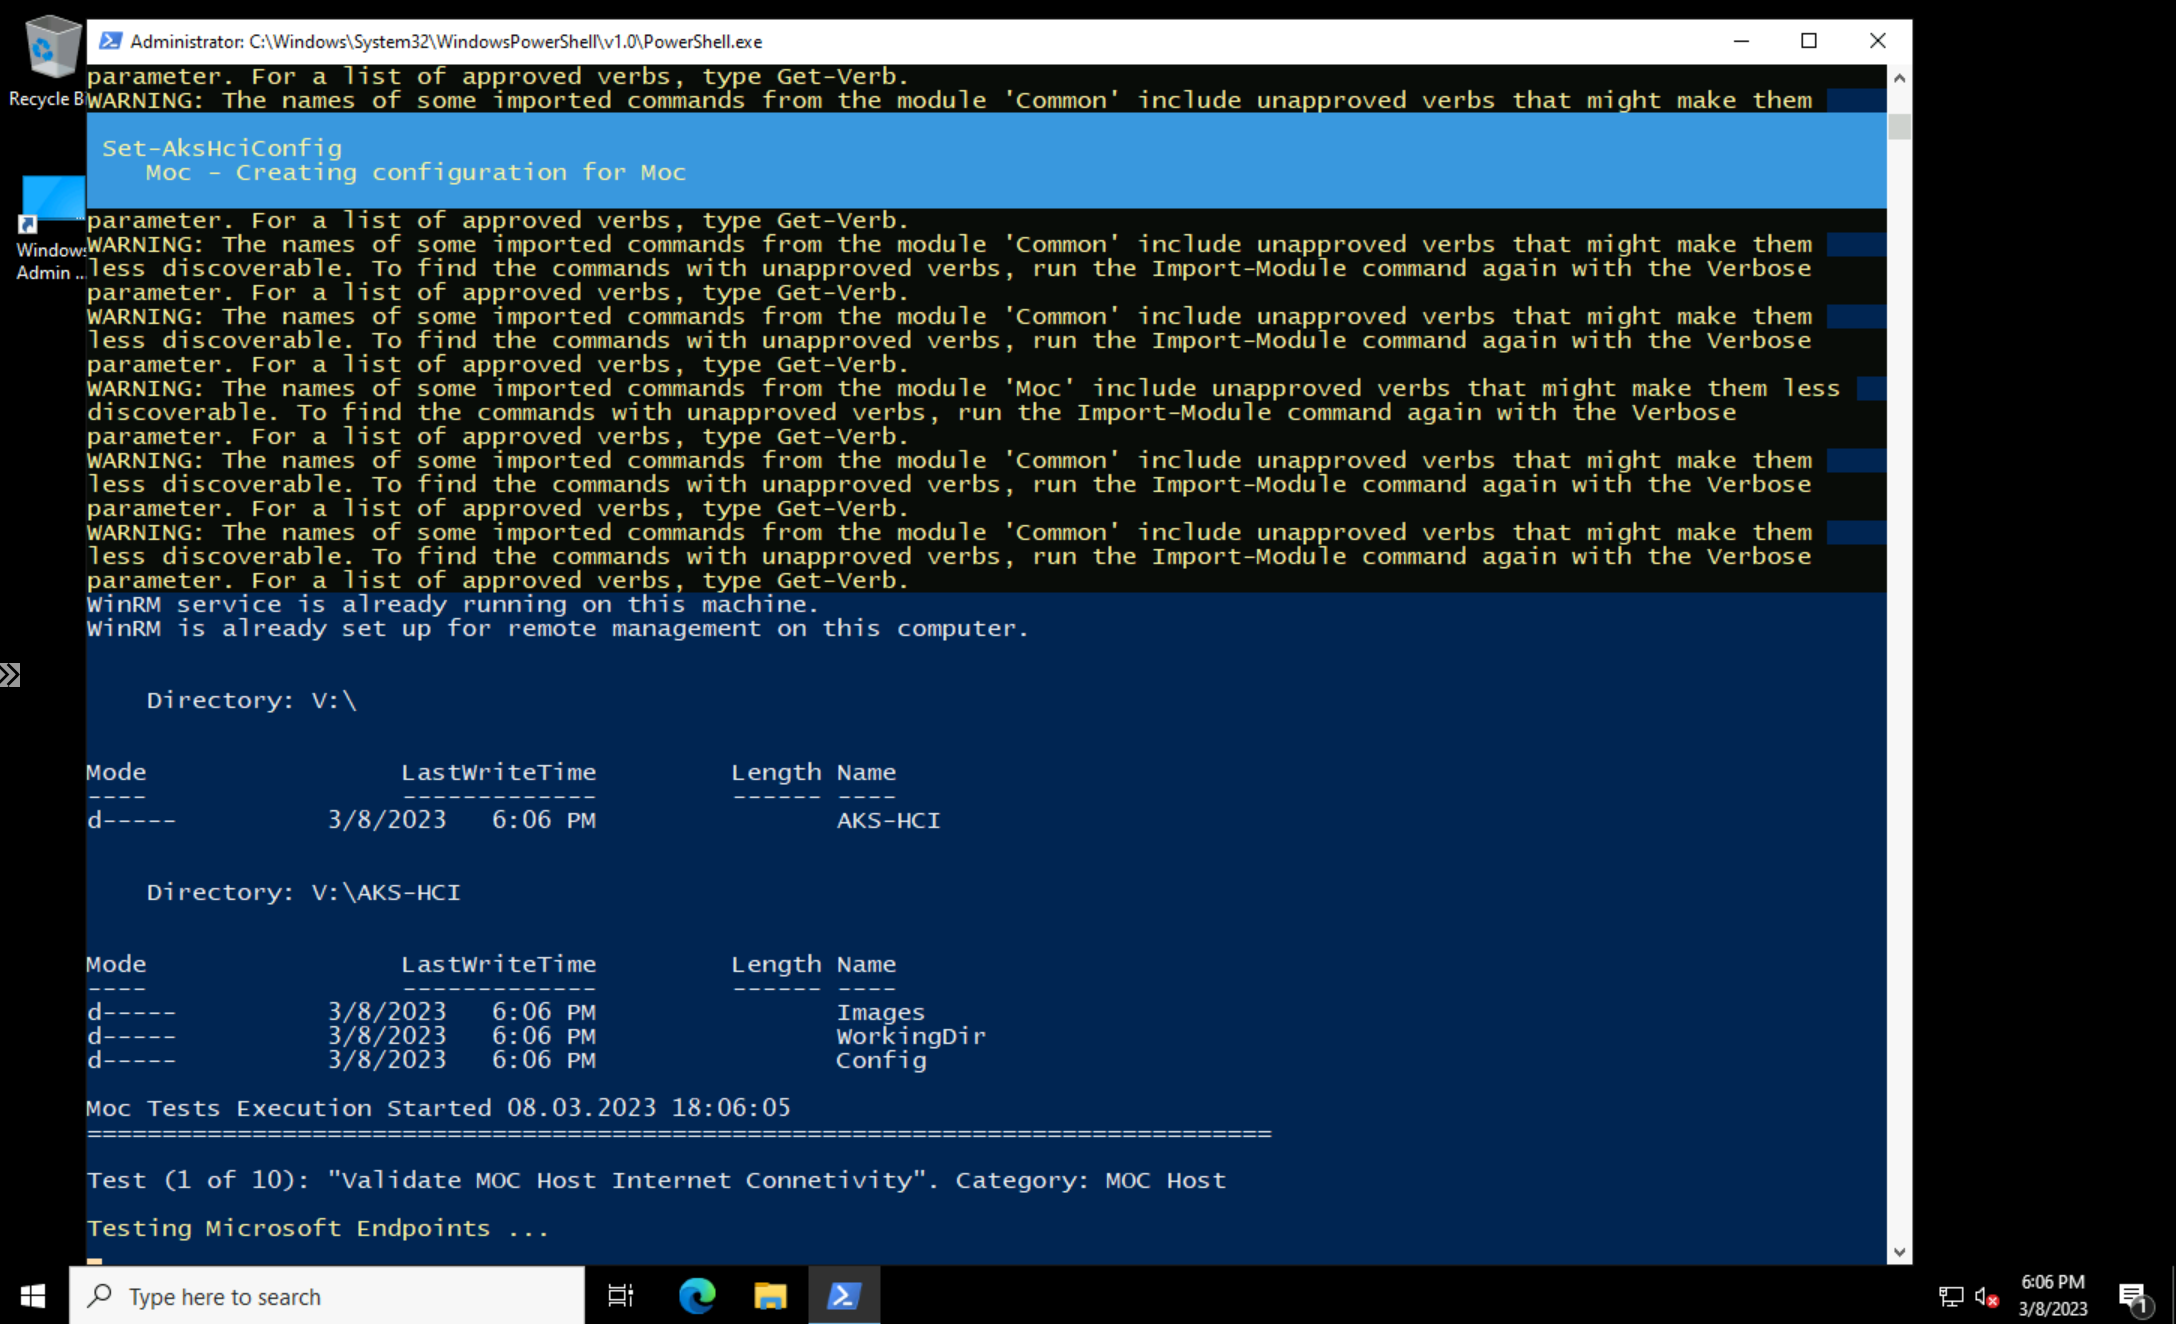 Recycle Bi
Windows
Admin ...
Administrator: C:\Windows\System32\WindowsPowerShell\v1.0\PowerShell.exe
parameter. For a list of approved verbs, type Get-Verb.
WARNING: The names of some imported commands from the module 'Common' include unapproved verbs that might make them
Set-AksHciConfig
Moc - Creating configuration for Moc
parameter. For a list of approved verbs, type Get-Verb.
WARNING: The names of some imported commands from the module 'Common' include unapproved verbs that might make them
less discoverable. To find the commands with unapproved verbs, run the Import-Module command again with the Verbose
parameter. For a list of approved verbs, type Get-Verb.
WARNING: The names of some imported commands from the module 'Common' include unapproved verbs that might make them
less discoverable. To find the commands with unapproved verbs, run the Import-Module command again with the Verbose
parameter. For a list of approved verbs, type Get-Verb.
WARNING: The names of some imported commands from the module 'Moc' include unapproved verbs that might make them less
discoverable. To find the commands with unapproved verbs, run the Import-Module command again with the Verbose
parameter. For a list of approved verbs, type Get-Verb.
WARNING: The names of some imported commands from the module 'Common' include unapproved verbs that might make them
less discoverable. To find the commands with unapproved verbs, run the Import-Module command again with the Verbose
parameter. For a list of approved verbs, type Get-Verb.
WARNING: The names of some imported commands from the module 'Common' include unapproved verbs that might make them
less discoverable. To find the commands with unapproved verbs, run the Import-Module command again with the Verbose
parameter. For a list of approved verbs, type Get-Verb.
WinRM service is already running on this machine.
WinRM is already set up for remote management on this computer.
Directory: V:\
Mode LastWriteTime Length Name
---- ------------- ------ ----
d----- 3/8/2023 6:06 PM AKS-HCI
Directory: V:\AKS-HCI
Mode LastWriteTime Length Name
---- ------------- ------ ----
d----- 3/8/2023 6:06 PM Images
d----- 3/8/2023 6:06 PM WorkingDir
d----- 3/8/2023 6:06 PM Config
Moc Tests Execution Started 08.03.2023 18:06:05
===============================================================================
Test (1 of 10): "Validate MOC Host Internet Connetivity". Category: MOC Host
Testing Microsoft Endpoints ...
Type here to search
6:06 PM
3/8/2023
1